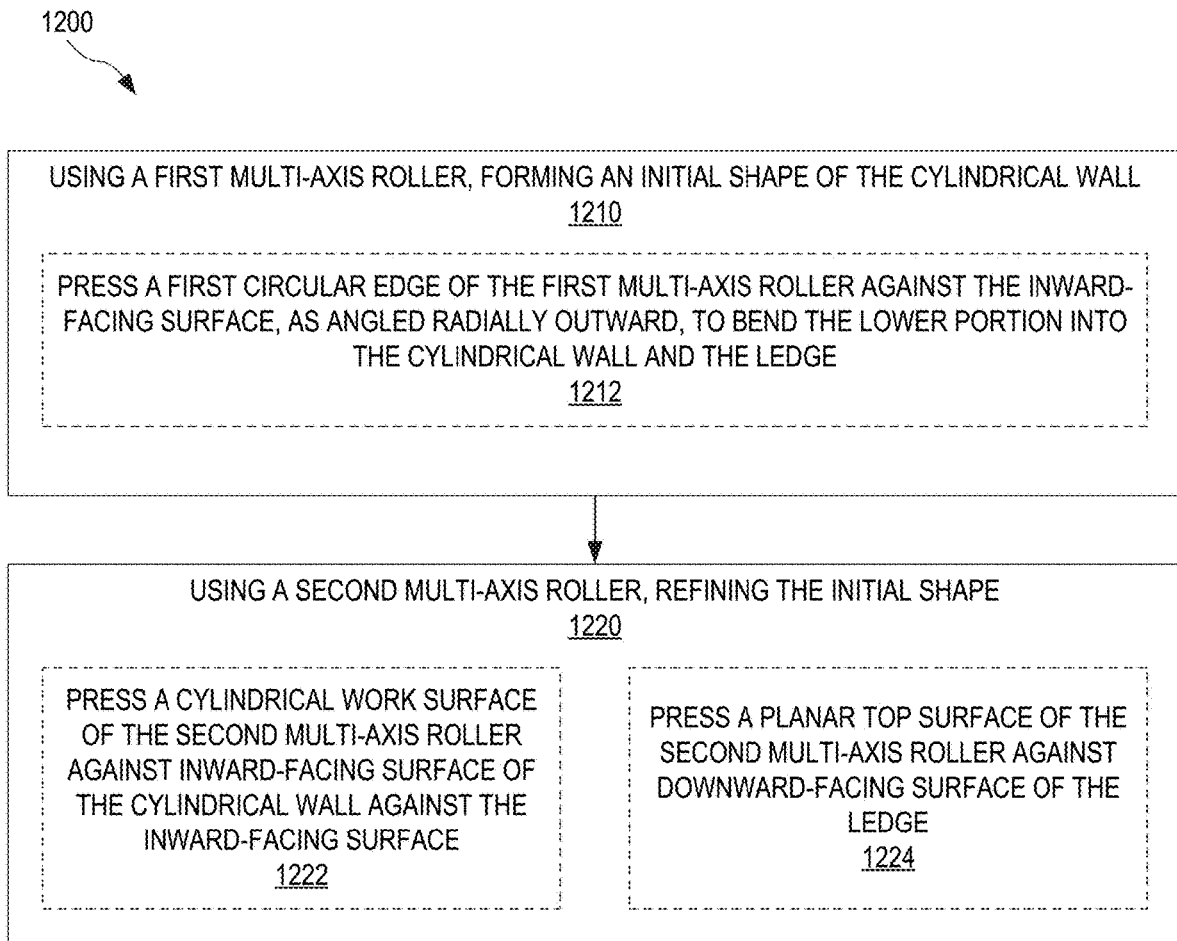 1200
USING A FIRST MULTI-AXIS ROLLER, FORMING AN INITIAL SHAPE OF THE CYLINDRICAL WALL
1210
PRESS A FIRST CIRCULAR EDGE OF THE FIRST MULTI-AXIS ROLLER AGAINST THE INWARD-
FACING SURFACE, AS ANGLED RADIALLY OUTWARD, TO BEND THE LOWER PORTION INTO
THE CYLINDRICAL WALL AND THE LEDGE
1212
USING A SECOND MULTI-AXIS ROLLER, REFINING THE INITIAL SHAPE
1220
PRESS A CYLINDRICAL WORK SURFACE
OF THE SECOND MULTI-AXIS ROLLER
AGAINST INWARD-FACING SURFACE OF
THE CYLINDRICAL WALL AGAINST THE
INWARD-FACING SURFACE
1222
PRESS A PLANAR TOP SURFACE OF THE
SECOND MULTI-AXIS ROLLER AGAINST
DOWNWARD-FACING SURFACE OF THE
LEDGE
1224